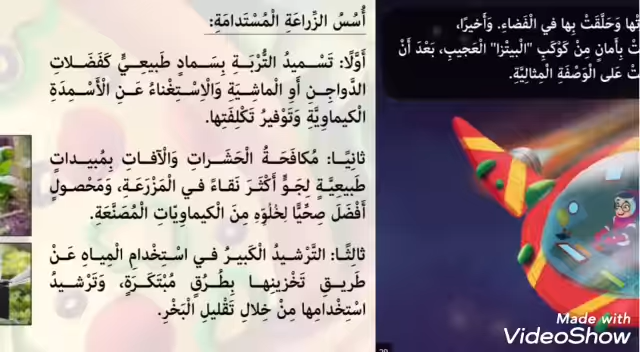 أُسُسُ الزِّراعَةِ الْمُسْتَدامَةِ:
أَوَّلًا: تَسْميدُ التُّرْبَةِ بِسَمادٍ طَبيعِيٍّ كَفَضَلاتِ
الدَّواجِنِ أَوِ الْماشِيَةِ وَالْاِسْتِغْناءُ عَنِ الْأَسْمِدَةِ
الْكيماوِيَّةِ وَتَوْفيرُ تَكْلِفَتِها.
ثانِيًا: مُكافَحَةُ الْحَشَراتِ وَالْآفاتِ بِمُبيداتٍ
طَبيعِيَّةٍ لِجَوٍّ أَكْثَرَ نَقاءً في الْمَزْرَعَةِ، وَمَحْصولٍ
أَفْضَلَ صِحِّيًّا لِخُلُوِّهِ مِنَ الْكيماوِيّاتِ الْمُصَنَّعَةِ.
ثالِثًا: التَّرْشيدُ الْكَبيرُ في اسْتِخْدامِ الْمِياهِ عَنْ
طَريقِ تَخْزينِها بِطُرُقٍ مُبْتَكَرَةٍ، وَتَرْشيدُ
اسْتِخْدامِها مِنْ خِلالِ تَقْليلِ الْبَخْرِ.
وَحَلَّقَتْ بِها في الْفَضاءِ. وَأَخيرًا،
بِأَمانٍ مِنْ كَوْكَبِ "الْبيتْزا" الْعَجيبِ، بَعْدَ أَنْ
عَلى الْوَصْفَةِ الْمِثالِيَّةِ.
Made with
VideoShow